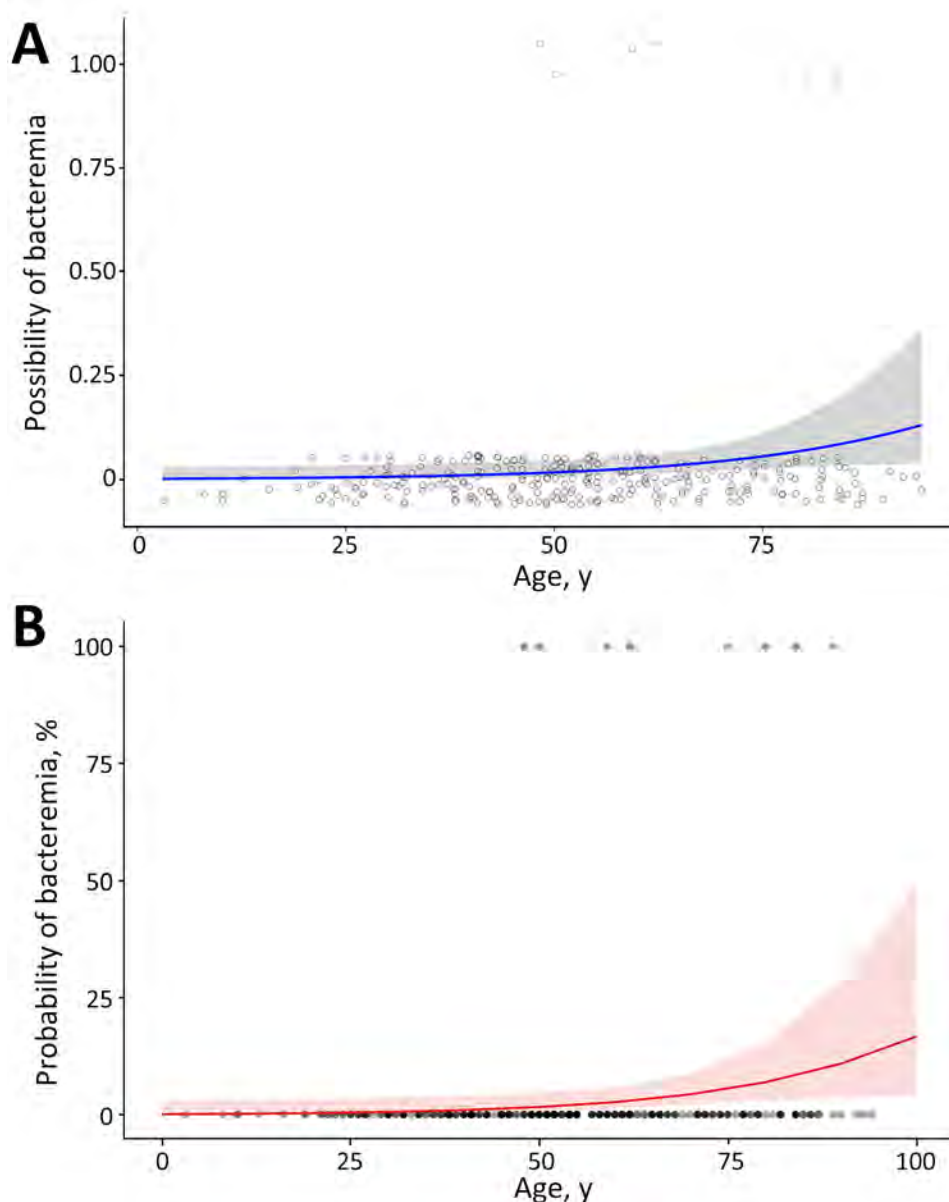 A
Possibility of bacteremia
1.00
0.75
0.50
0.25
0
0 25 50 75
Age, y
B
Probability of bacteremia, %
100
75
50
25
0
0 25 50 75 100
Age, y